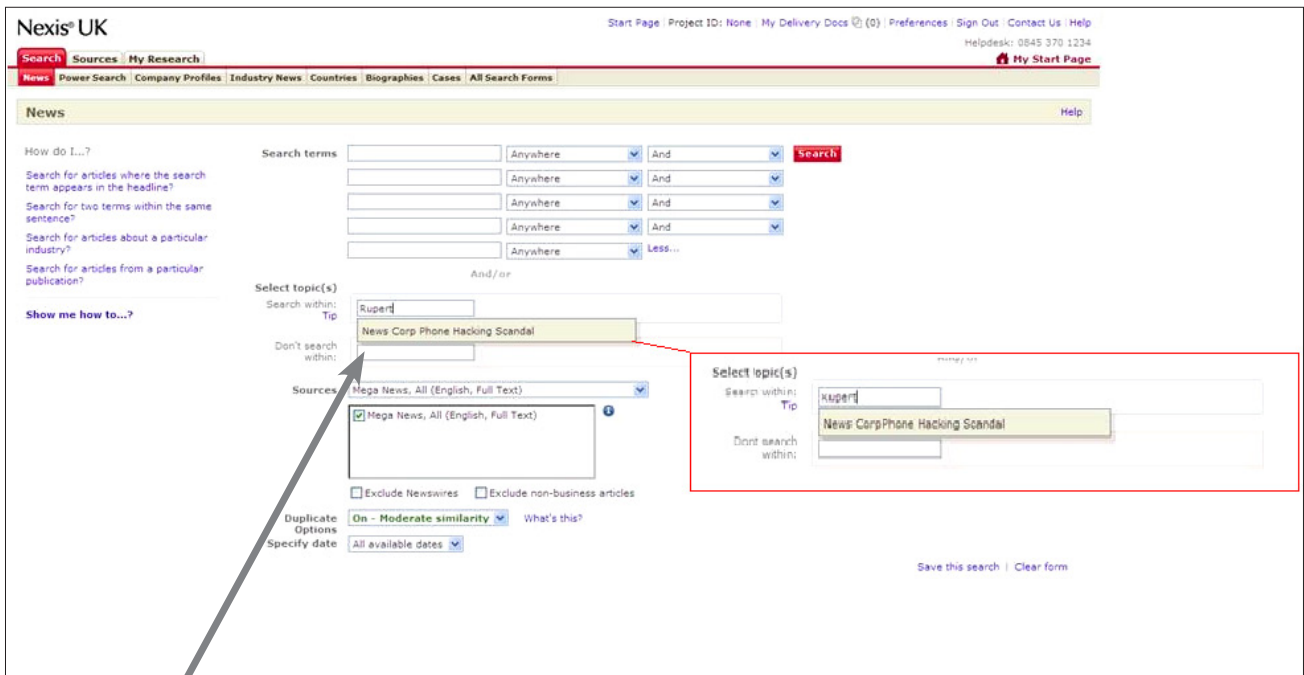 Nexis® UK
Start Page | Project ID: None | My Delivery Docs (0) | Preferences | Sign Out | Contact Us | Help
Helpdesk: 0845 370 1234
Search Sources My Research
My Start Page
News Power Search Company Profiles Industry News Countries Biographies Cases All Search Forms
News Help
How do I...?
Search for articles where the search
term appears in the headline?
Search for two terms within the same
sentence?
Search for articles about a particular
industry?
Search for articles from a particular
publication?
Show me how to...?
Search terms Anywhere And Search
Anywhere And
Anywhere And
Anywhere And
Anywhere Less...
And/or
Select topic(s)
Search within: Rupert
Tip
News Corp Phone Hacking Scandal
Don't search
within:
Sources Mega News, All (English, Full Text)
Mega News, All (English, Full Text)
Exclude Newswires Exclude non-business articles
Duplicate
Options On - Moderate similarity What's this?
Specify date All available dates
Save this search | Clear form
Select topic(s)
Search within: Rupert
Tip
News CorpPhone Hacking Scandal
Dont search
within: